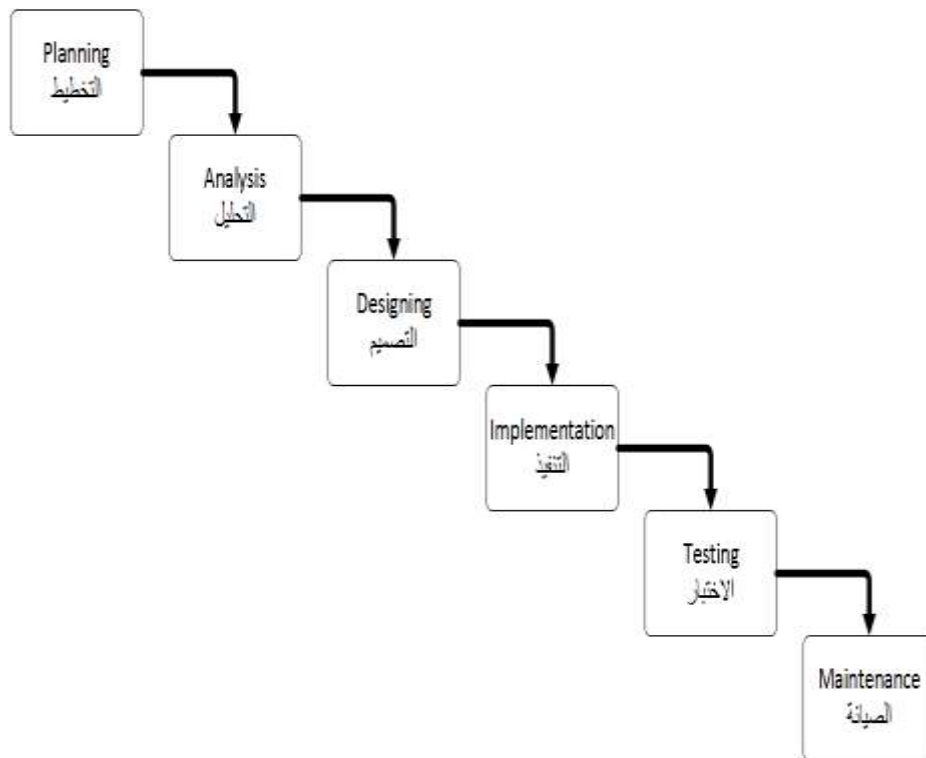 Planning
التخطيط
Analysis
التحليل
Designing
التصميم
Implementation
التنفيذ
Testing
الاختبار
Maintenance
الصيانة